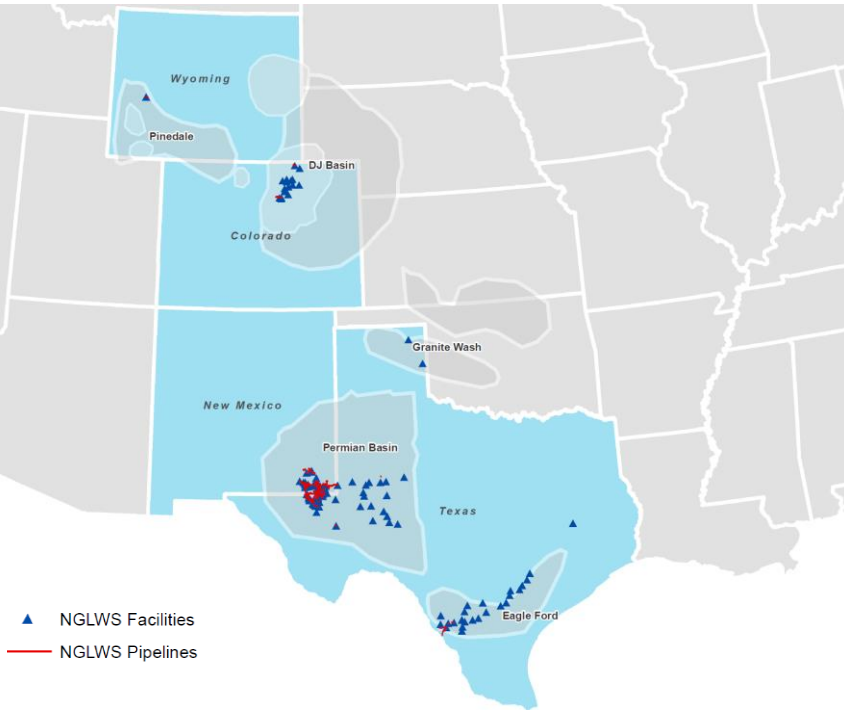 Wyoming
Pinedale
DJ Basin
Colorado
Granite Wash
New Mexico
Permian Basin
Texas
Eagle Ford
NGLWS Facilities
NGLWS Pipelines